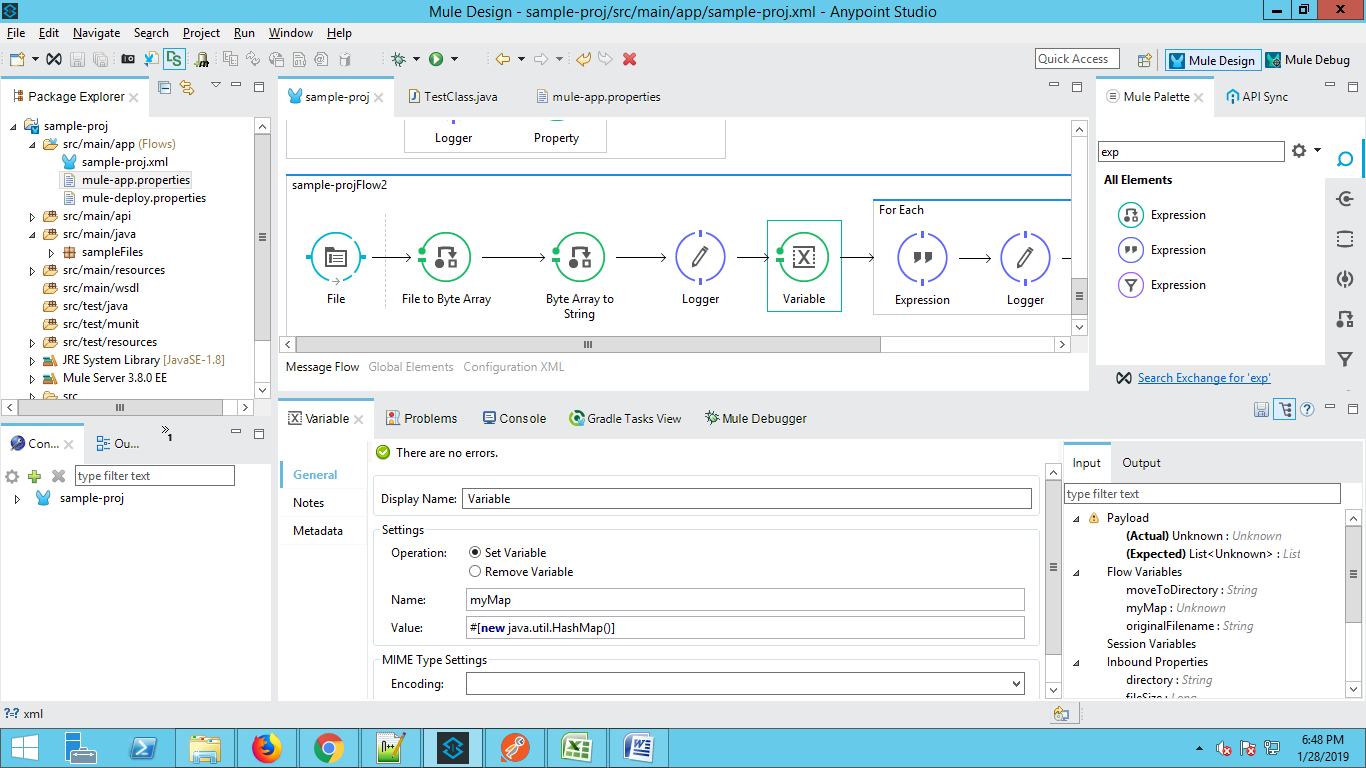 Mule Design - sample-proj/src/main/app/sample-proj.xml - Anypoint Studio
File Edit Navigate Search Project Run Window Help
Quick Access
Mule Design
Mule Debug
Package Explorer
sample-proj
src/main/app (Flows)
sample-proj.xml
mule-app.properties
mule-deploy.properties
src/main/api
src/main/java
sampleFiles
src/main/resources
src/main/wsdl
src/test/java
src/test/munit
src/test/resources
JRE System Library [JavaSE-1.8]
Mule Server 3.8.0 EE
src
sample-proj
TestClass.java
mule-app.properties
Logger
Property
sample-projFlow2
For Each
File
File to Byte Array
Byte Array to
String
Logger
Variable
Expression
Logger
Message Flow Global Elements Configuration XML
Mule Palette
API Sync
exp
All Elements
Expression
Expression
Expression
Search Exchange for 'exp'
Con...
Ou...
1
type filter text
sample-proj
Variable
Problems
Console
Gradle Tasks View
Mule Debugger
There are no errors.
General
Notes
Metadata
Display Name: Variable
Settings
Operation:
Set Variable
Remove Variable
Name: myMap
Value: #[new java.util.HashMap()]
MIME Type Settings
Encoding:
Input
Output
type filter text
Payload
(Actual) Unknown : Unknown
(Expected) List<Unknown> : List
Flow Variables
moveToDirectory : String
myMap : Unknown
originalFilename : String
Session Variables
Inbound Properties
directory : String
fileSize : Long
xml
6:48 PM
1/28/2019